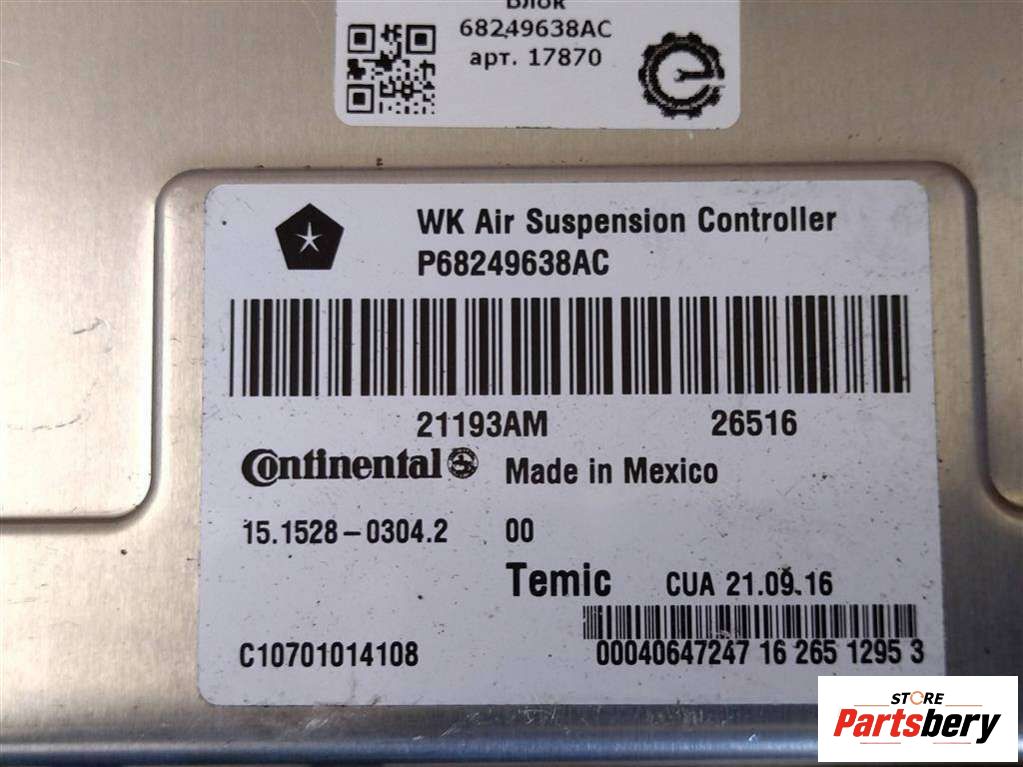 Блок
68249638AC
арт. 17870
WK Air Suspension Controller
P68249638AC
21193AM 26516
Continental Made in Mexico
15.1528-0304.2 00
Temic CUA 21.09.16
C10701014108 00040647247 16 265 1295 3
STORE
Partsbery